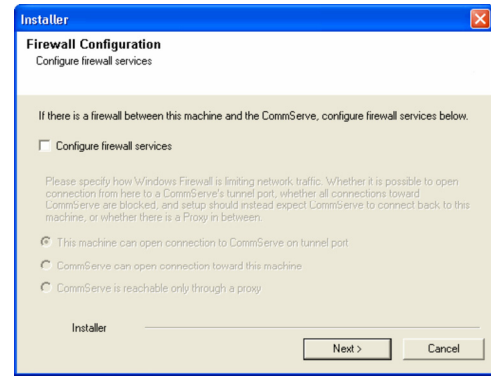 Installer
Firewall Configuration
Configure firewall services
If there is a firewall between this machine and the CommServe, configure firewall services below.
Configure firewall services
Please specify how Windows Firewall is limiting network traffic. Whether it is possible to open
connection from here to a CommServe's tunnel port, whether all connections toward
CommServe are blocked, and setup should instead expect CommServe to connect back to this
machine, or whether there is a Proxy in between.
This machine can open connection to CommServe on tunnel port
CommServe can open connection toward this machine
CommServe is reachable only through a proxy
Installer
Next >
Cancel